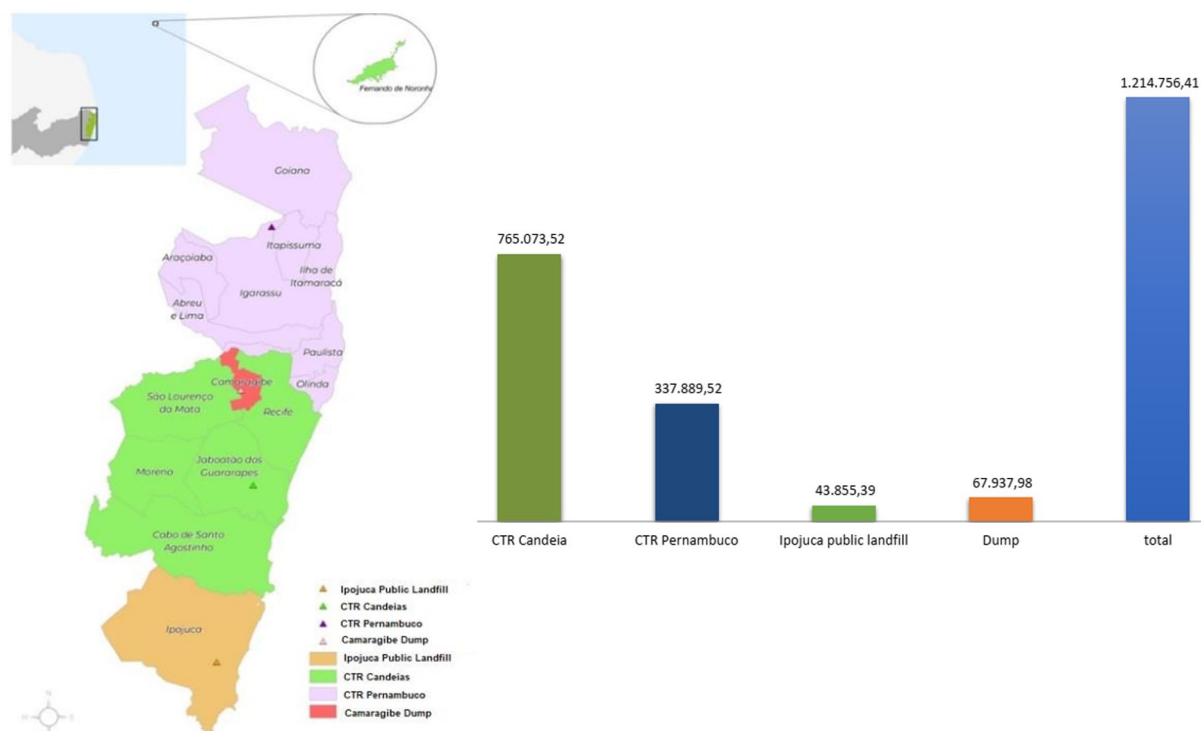 Fernando de Noronha
Goiana
Itapissuma
Araçoiaba
Ilha de
Itamaracá
Igarassu
Abreu
e Lima
Paulista
Olinda
Camaragibe
São Lourenço
da Mata
Recife
Jaboatão dos
Guararapes
Moreno
Cabo de Santo
Agostinho
Ipojuca
N
Ipojuca Public Landfill
CTR Candeias
CTR Pernambuco
Camaragibe Dump
Ipojuca Public Landfill
CTR Candeias
CTR Pernambuco
Camaragibe Dump
765.073,52
337.889,52
43.855,39
67.937,98
1.214.756,41
CTR Candeia
CTR Pernambuco
Ipojuca public landfill
Dump
total